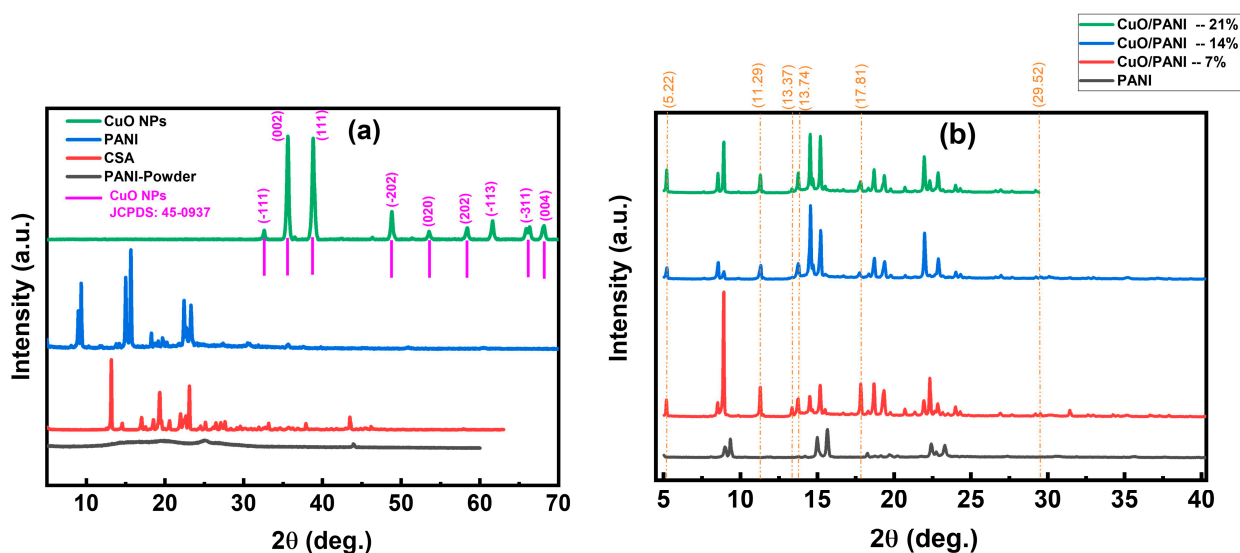 (a)
CuO NPs
PANI
CSA
PANI-Powder
CuO NPs
JCPDS: 45-0937
(-111)
(002)
(111)
(-202)
(020)
(202)
(-113)
(-311)
(004)
Intensity (a.u.)
10 20 30 40 50 60 70
2θ (deg.)
CuO/PANI -- 21%
CuO/PANI -- 14%
CuO/PANI -- 7%
PANI
(5.22)
(11.29)
(13.37)
(13.74)
(17.81)
(29.52)
(b)
Intensity (a.u.)
5 10 15 20 25 30 35 40
2θ (deg.)